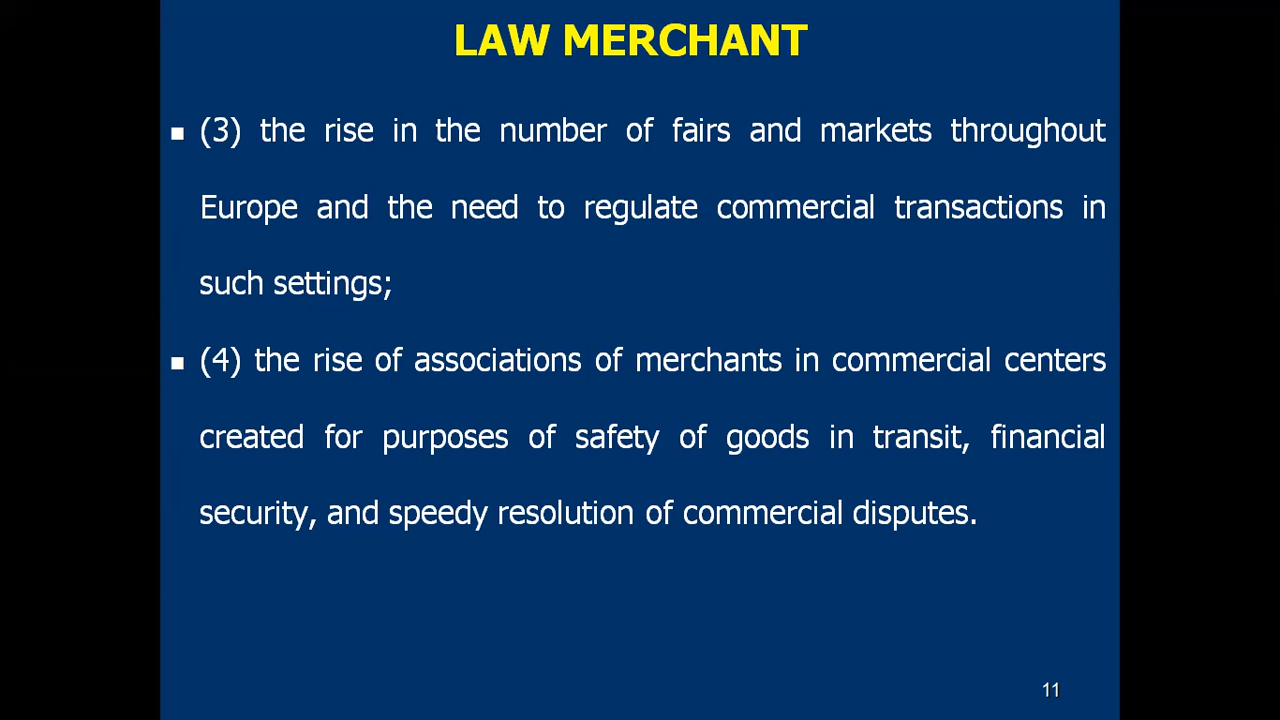 LAW MERCHANT
▪ (3) the rise in the number of fairs and markets throughout
Europe and the need to regulate commercial transactions in
such settings;
▪ (4) the rise of associations of merchants in commercial centers
created for purposes of safety of goods in transit, financial
security, and speedy resolution of commercial disputes.
11